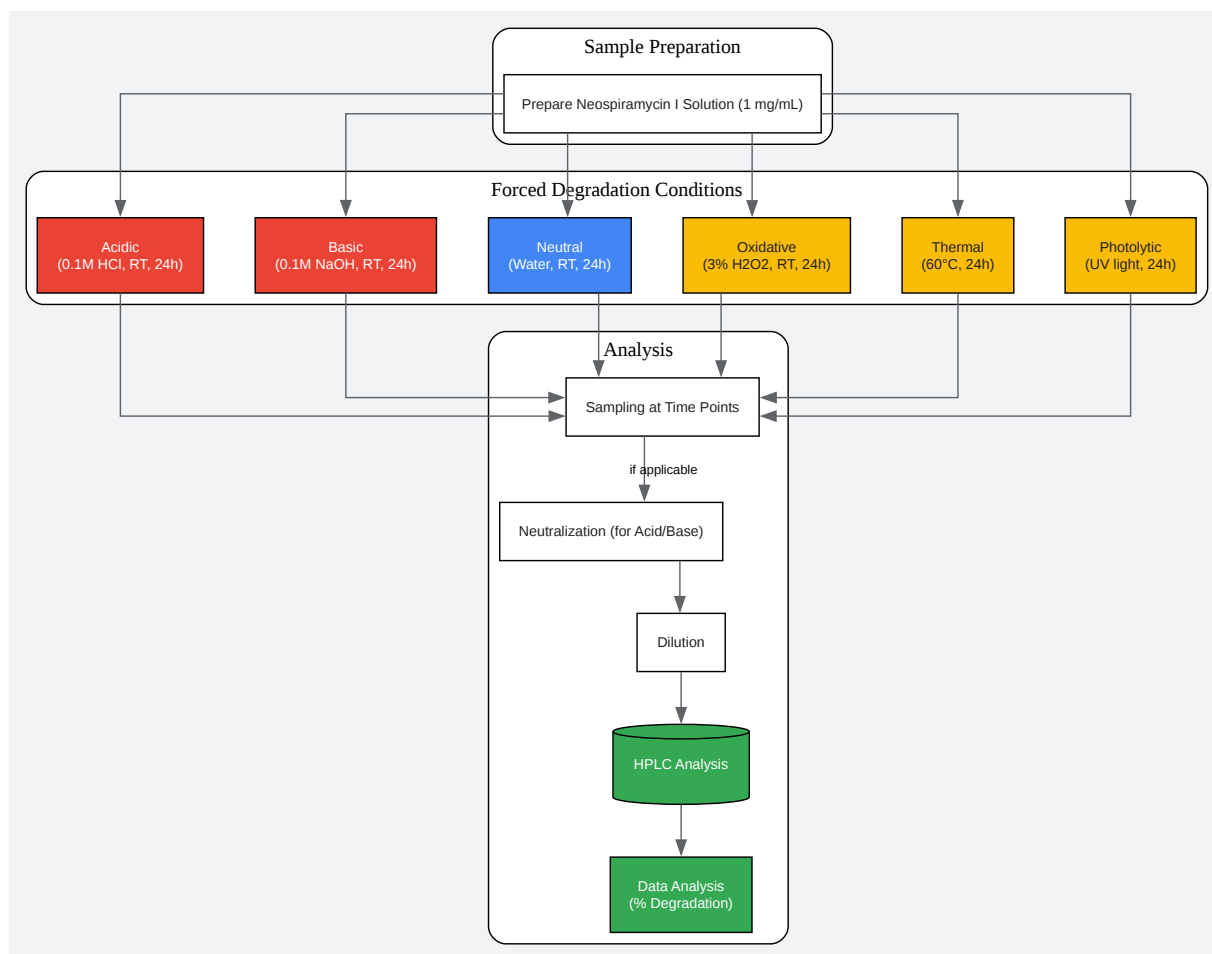 Sample Preparation
Prepare Neospiramycin I Solution (1 mg/mL)
Forced Degradation Conditions
Acidic
(0.1M HCl, RT, 24h)
Basic
(0.1M NaOH, RT, 24h)
Neutral
(Water, RT, 24h)
Oxidative
(3% H2O2, RT, 24h)
Thermal
(60°C, 24h)
Photolytic
(UV light, 24h)
Analysis
Sampling at Time Points
if applicable
Neutralization (for Acid/Base)
Dilution
HPLC Analysis
Data Analysis
(% Degradation)